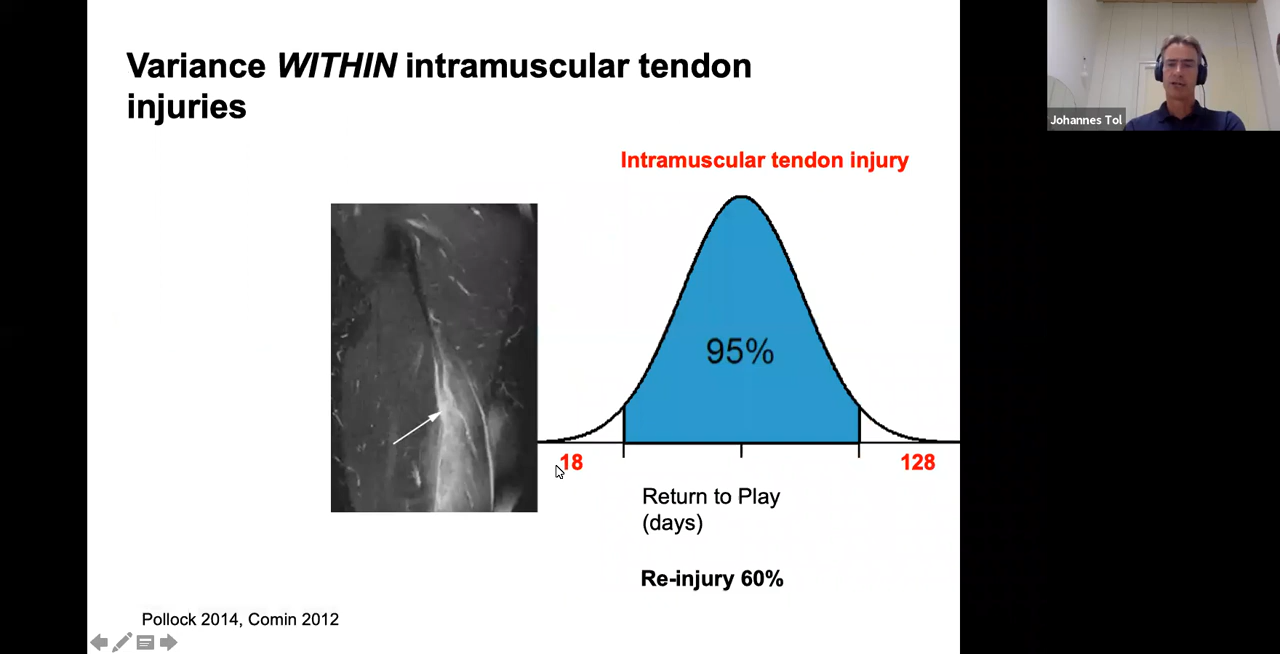 Variance WITHIN intramuscular tendon
injuries
Johannes Tol
Intramuscular tendon injury
95%
18
128
Return to Play
(days)
Re-injury 60%
Pollock 2014, Comin 2012